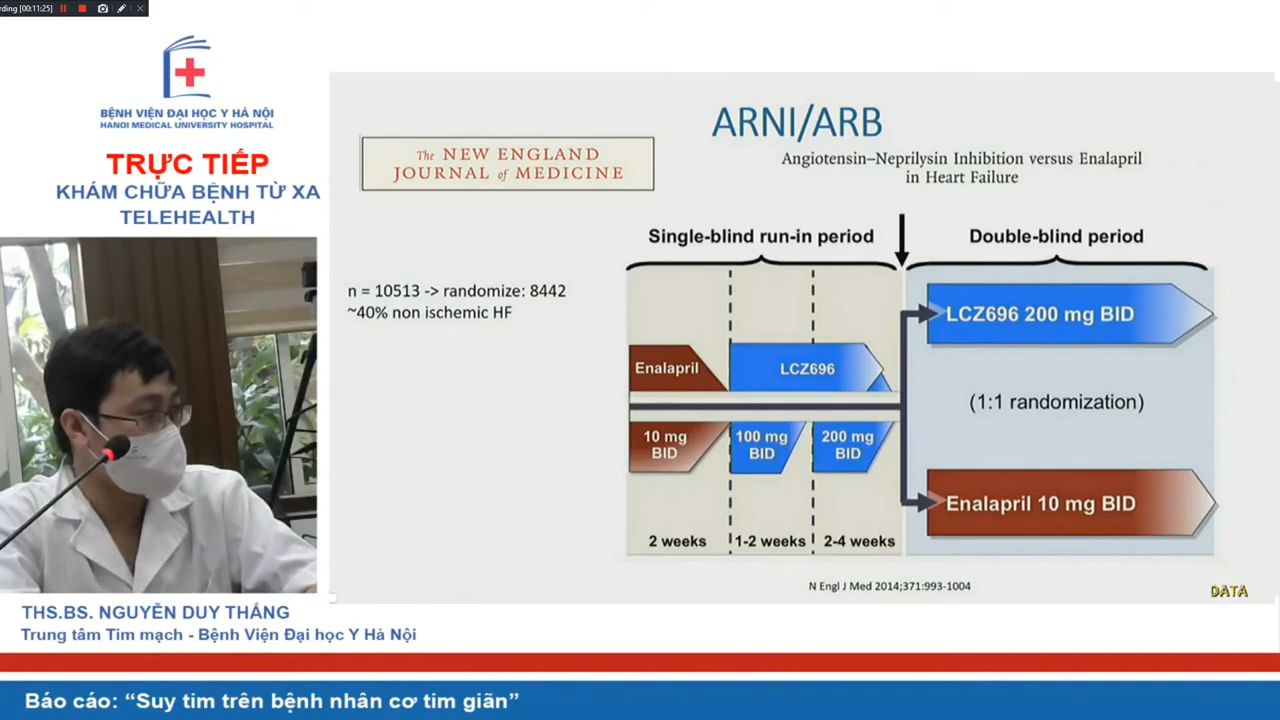 rding [00:11:25]
BỆNH VIỆN ĐẠI HỌC Y HÀ NỘI
HANOI MEDICAL UNIVERSITY HOSPITAL
TRỰC TIẾP
KHÁM CHỮA BỆNH TỪ XA
TELEHEALTH
ARNI/ARB
The NEW ENGLAND
JOURNAL of MEDICINE
Angiotensin–Neprilysin Inhibition versus Enalapril
in Heart Failure
Single-blind run-in period
Double-blind period
n = 10513 -> randomize: 8442
~40% non ischemic HF
LCZ696 200 mg BID
Enalapril
LCZ696
(1:1 randomization)
10 mg
BID
100 mg
BID
200 mg
BID
Enalapril 10 mg BID
2 weeks
1-2 weeks
2-4 weeks
N Engl J Med 2014;371:993-1004
DATA
THS.BS. NGUYỄN DUY THẮNG
Trung tâm Tim mạch - Bệnh Viện Đại học Y Hà Nội
Báo cáo: “Suy tim trên bệnh nhân cơ tim giãn”